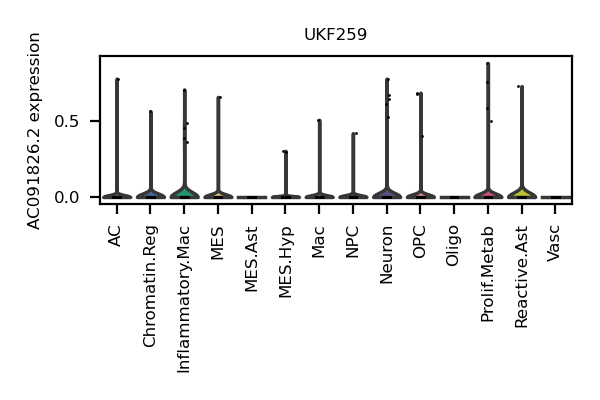 UKF259
AC091826.2 expression
0.5
0.0
AC
Chromatin.Reg
Inflammatory.Mac
MES
MES.Ast
MES.Hyp
Mac
NPC
Neuron
OPC
Oligo
Prolif.Metab
Reactive.Ast
Vasc